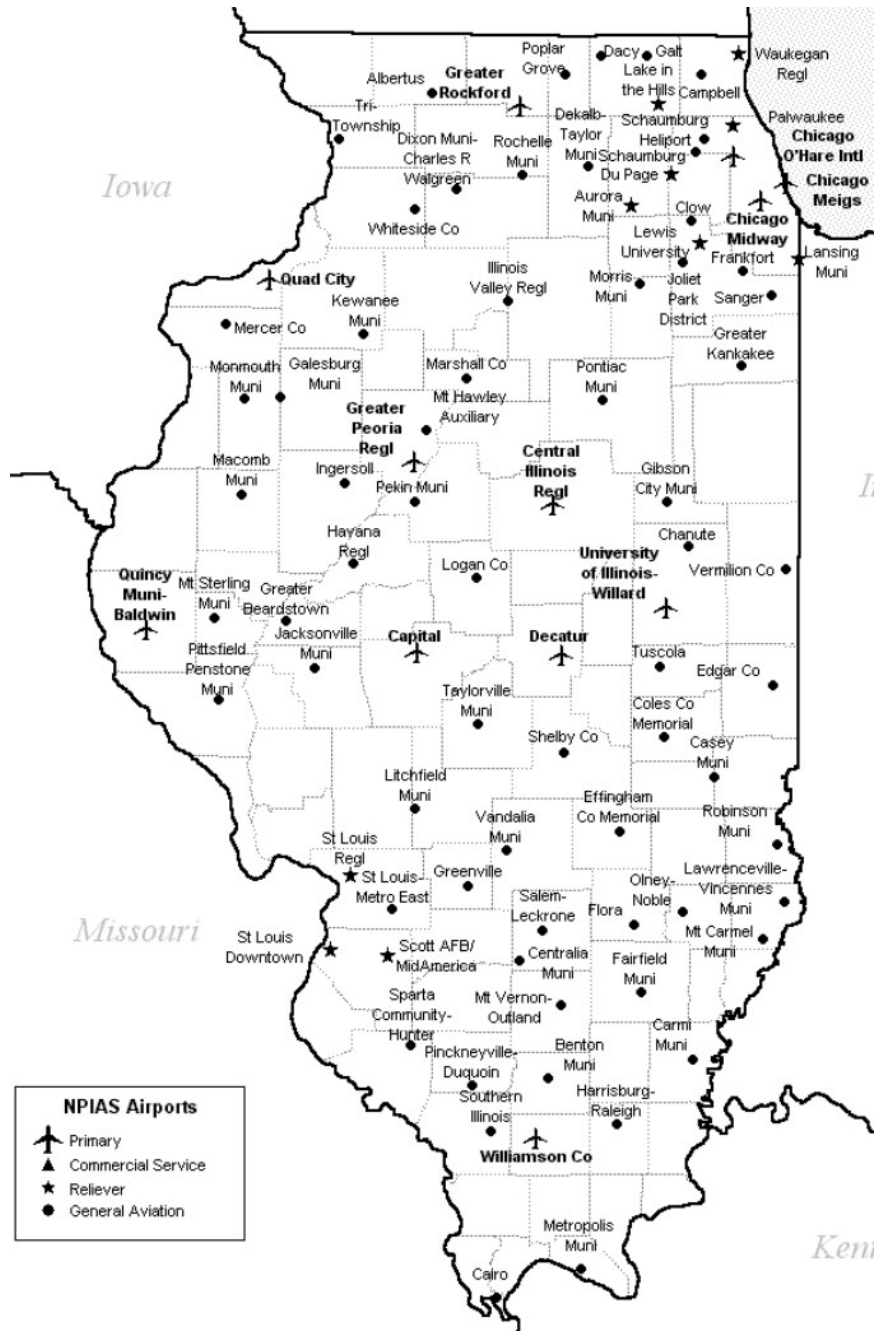 Poplar
Grove
Dacy
Galt
Waukegan
Regl
Albertus
Greater
Rockford
Lake in
the Hills
Campbell
Tri-
Township
Dixon Muni-
Charles R
Walgreen
Rochelle
Muni
Dekalb-
Taylor
Muni
Schaumburg
Heliport
Palwaukee
Chicago
O'Hare Intl
Schaumburg
Du Page
Chicago
Meigs
Iowa
Whiteside Co
Aurora
Muni
Clow
Chicago
Midway
Lewis
University
Frankfort
Lansing
Muni
Quad City
Kewanee
Muni
Illinois
Valley Regl
Morris
Muni
Joliet
Park
District
Sanger
Mercer Co
Greater
Kankakee
Monmouth
Muni
Galesburg
Muni
Marshall Co
Pontiac
Muni
Mt Hawley
Auxiliary
Greater
Peoria
Regl
Macomb
Muni
Ingersoll
Pekin Muni
Central
Illinois
Regl
Gibson
City Muni
Havana
Regl
Chanute
Logan Co
University
of Illinois-
Willard
Vermilion Co
Quincy
Muni-
Baldwin
Mt Sterling
Muni
Greater
Beardstown
Jacksonville
Muni
Capital
Decatur
Pittsfield
Penstone
Muni
Tuscola
Edgar Co
Taylorville
Muni
Coles Co
Memorial
Shelby Co
Casey
Muni
Litchfield
Muni
Effingham
Co Memorial
Robinson
Muni
Vandalia
Muni
St Louis
Regl
Lawrenceville-
Vincennes
Muni
St Louis-
Metro East
Greenville
Salem-
Leckrone
Flora
Olney-
Noble
Mt Carmel
Muni
Missouri
St Louis
Downtown
Scott AFB/
MidAmerica
Centralia
Muni
Fairfield
Muni
Sparta
Community-
Hunter
Mt Vernon-
Outland
Carmi
Muni
Pinckneyville-
Duquoin
Benton
Muni
Southern
Illinois
Harrisburg-
Raleigh
Williamson Co
NPIAS Airports
Primary
Commercial Service
Reliever
General Aviation
Metropolis
Muni
Cairo
Kent